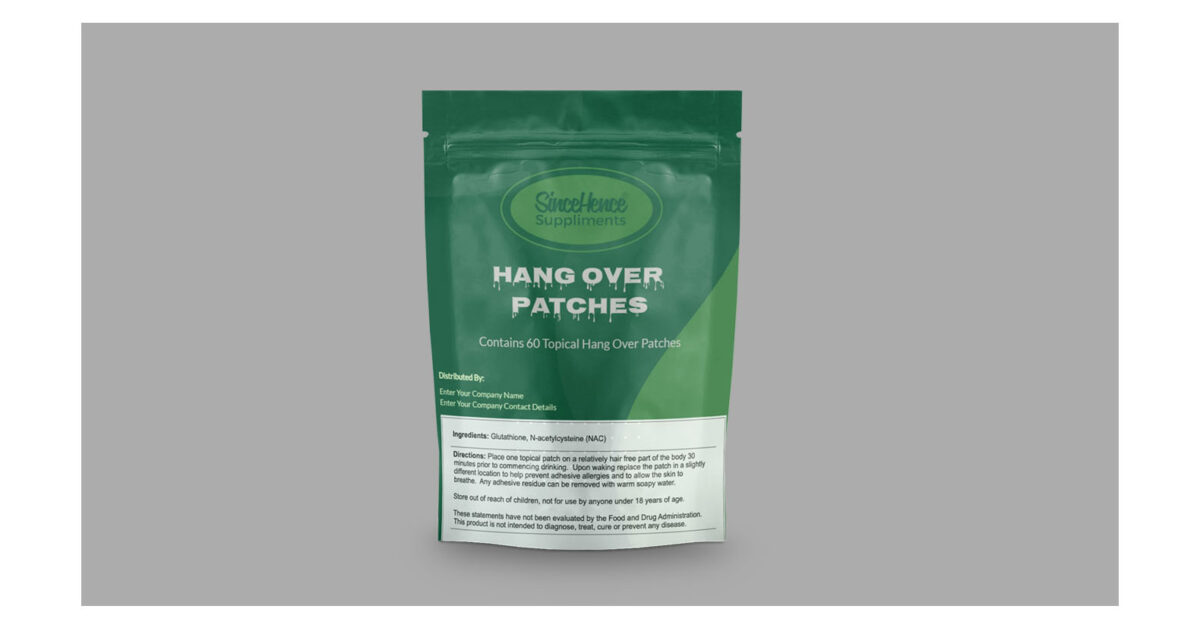 SinceHence
Suppliments
HANG OVER
PATCHES
Contains 60 Topical Hang Over Patches
Distributed By:
Enter Your Company Name
Enter Your Company Contact Details
Ingredients: Glutathione, N-acetylcysteine (NAC)
Directions: Place one topical patch on a relatively hair free part of the body 30
minutes prior to commencing drinking. Upon waking replace the patch in a slightly
different location to help prevent adhesive allergies and to allow the skin to
breathe. Any adhesive residue can be removed with warm soapy water.
Store out of reach of children, not for use by anyone under 18 years of age.
These statements have not been evaluated by the Food and Drug Administration.
This product is not intended to diagnose, treat, cure or prevent any disease.